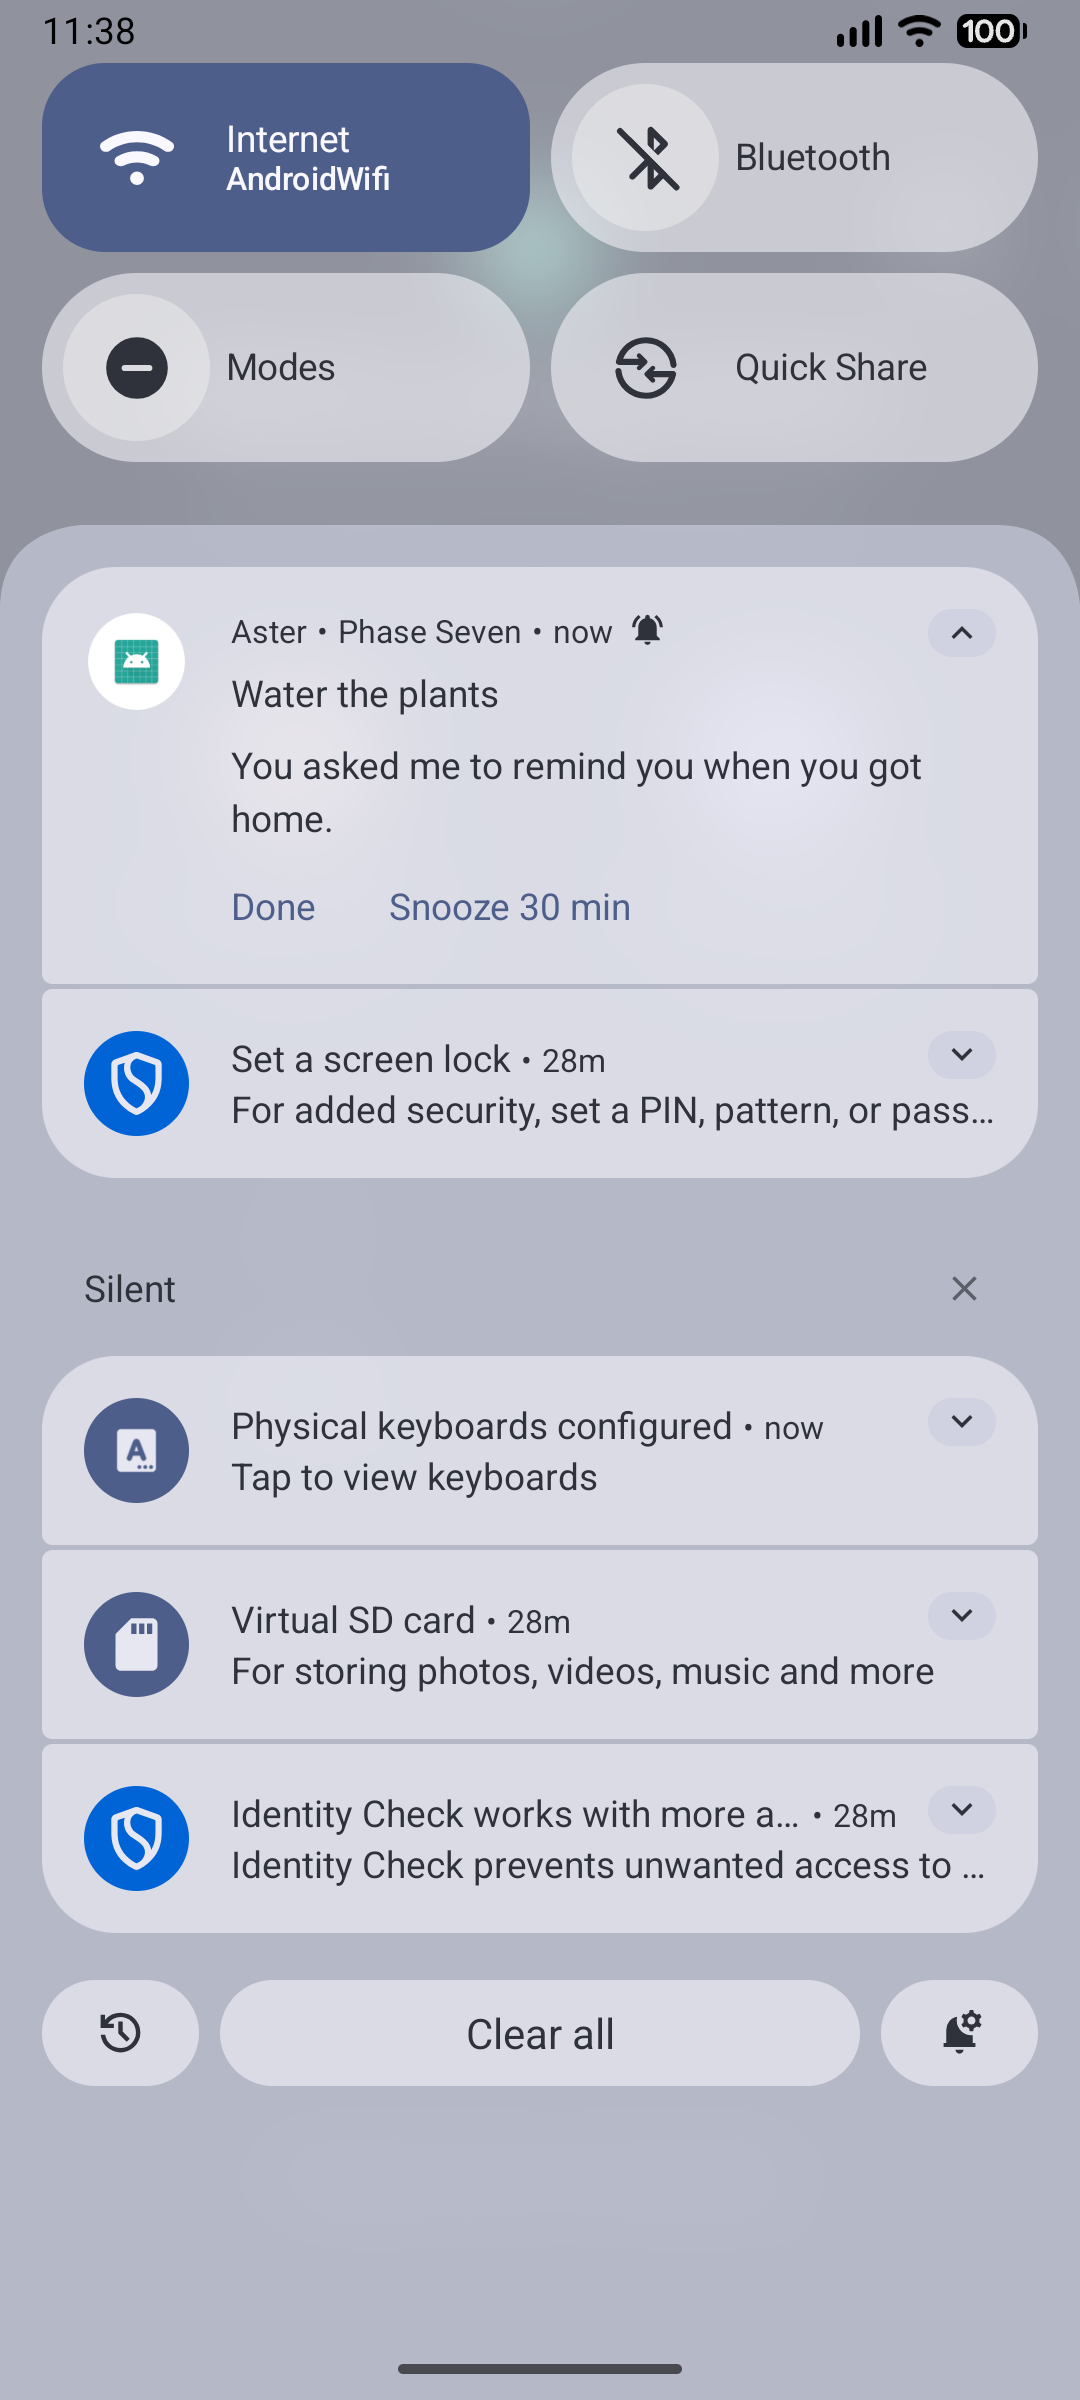 11:38
100
Internet
AndroidWifi
Bluetooth
Modes
Quick Share
Aster • Phase Seven • now
Water the plants
You asked me to remind you when you got
home.
Done Snooze 30 min
Set a screen lock • 28m
For added security, set a PIN, pattern, or pass…
Silent
Physical keyboards configured • now
Tap to view keyboards
Virtual SD card • 28m
For storing photos, videos, music and more
Identity Check works with more a… • 28m
Identity Check prevents unwanted access to …
Clear all